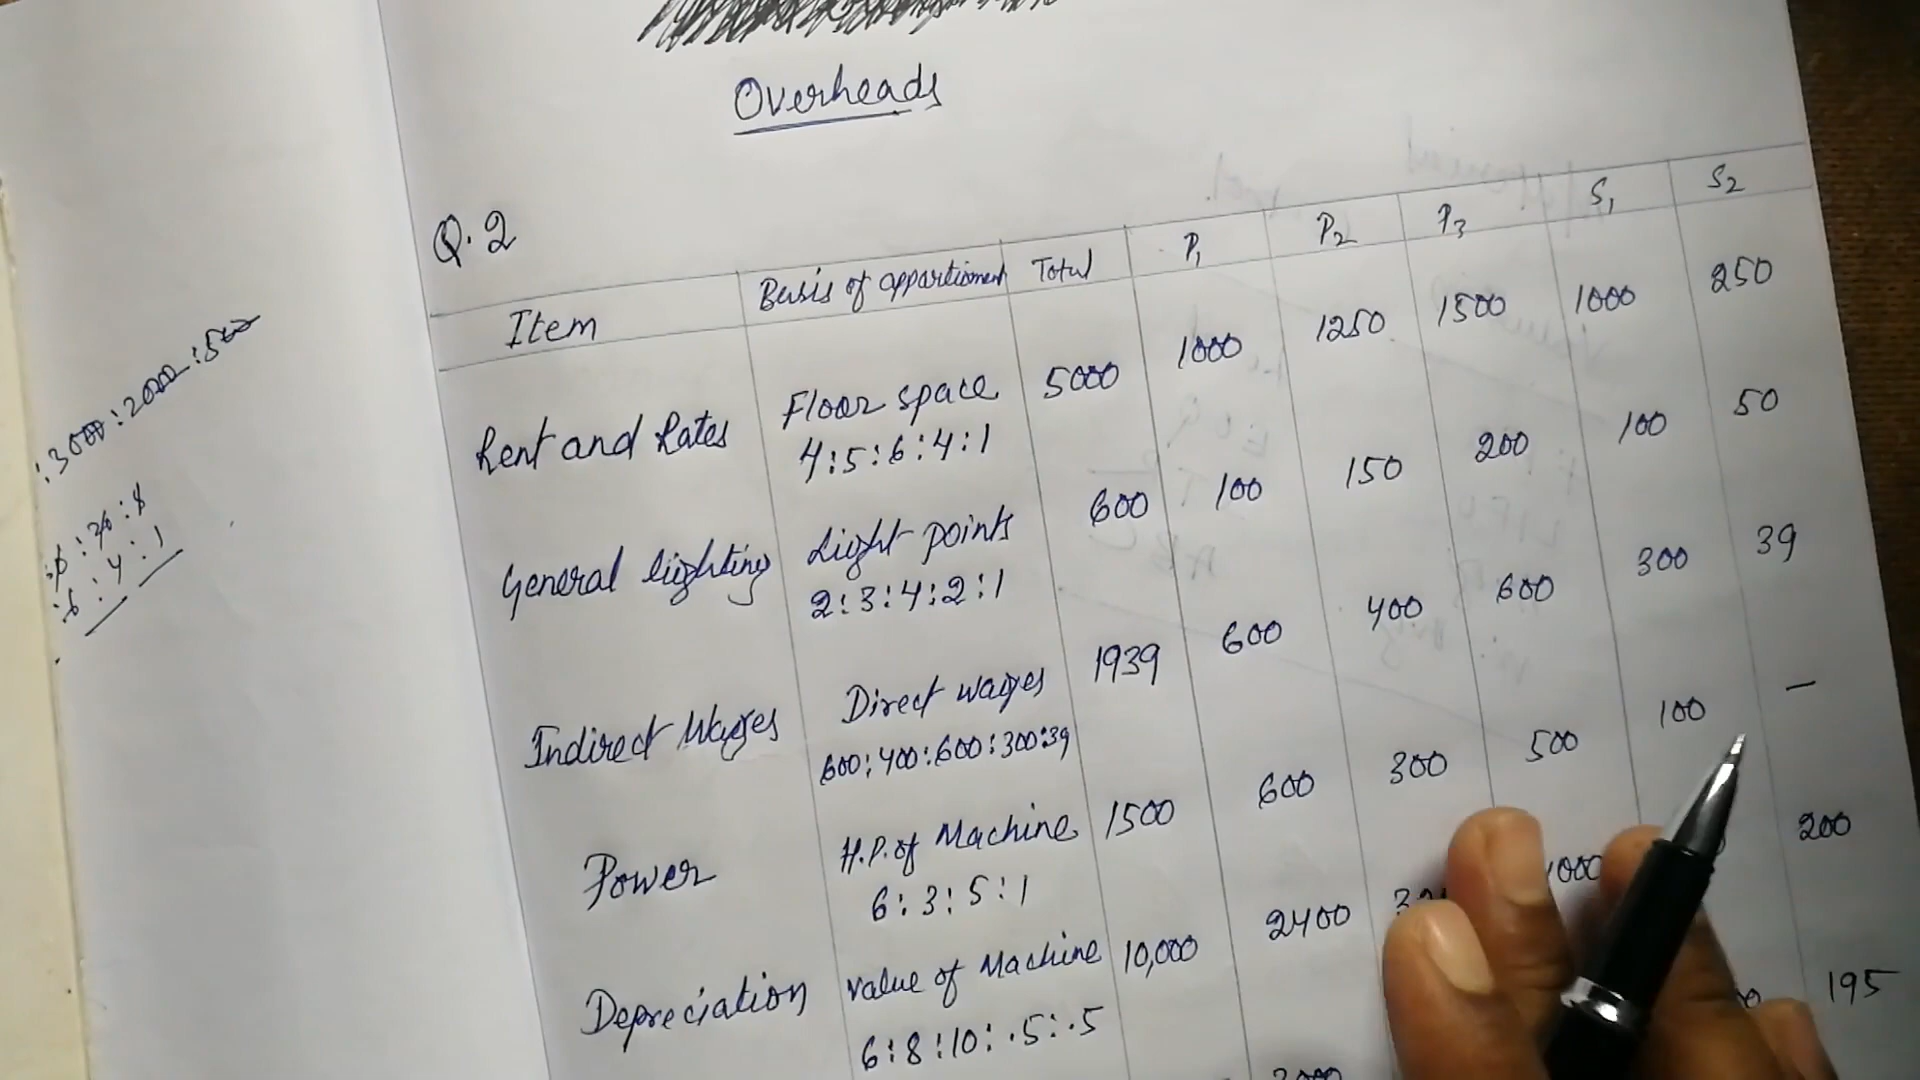 Overheads
Q.2
Item Basis of appartionment Total P1 P2 P3 S1 S2
Rent and Rates Floor space 5000 1000 1250 1500 1000 250
4:5:6:4:1
General lighting Light points 600 100 150 200 100 50
2:3:4:2:1
Indirect Wages Direct wages 1939 600 400 600 300 39
600:400:600:300:39
Power H.P. of Machine 1500 600 300 500 100 —
6:3:5:1
Depreciation Value of Machine 10,000 2400 200
6:8:10:.5:.5
195
:3000:2000:500
:6:4:1